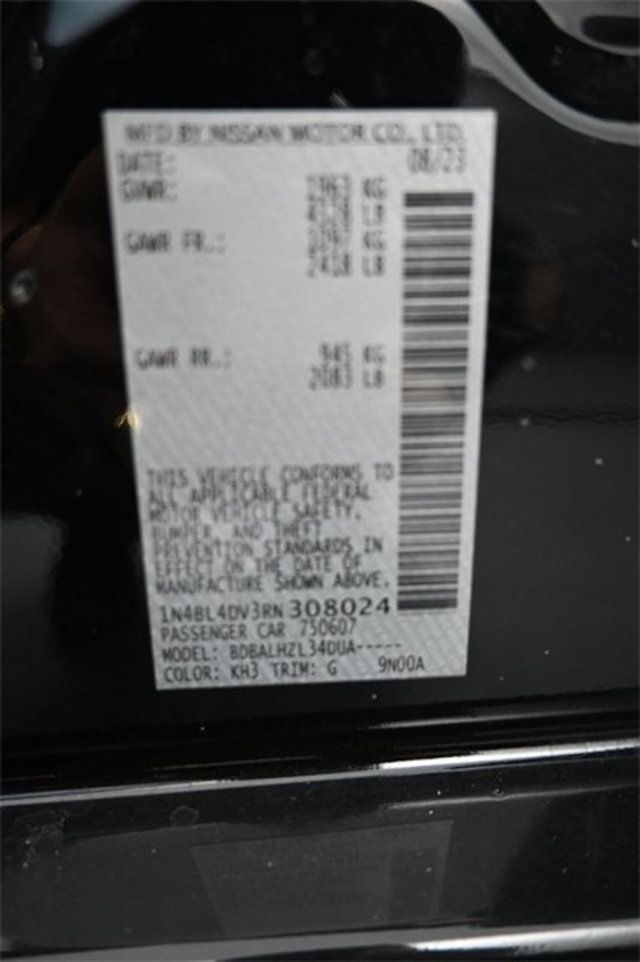 MFD BY NISSAN MOTOR CO., LTD.
DATE: 08/23
GVWR: KG
LB
GAWR FR.: KG
2418 LB
GAWR RR.: 945 KG
2083 LB
THIS VEHICLE CONFORMS TO
ALL APPLICABLE FEDERAL
MOTOR VEHICLE SAFETY,
BUMPER, AND THEFT
PREVENTION STANDARDS IN
EFFECT ON THE DATE OF
MANUFACTURE SHOWN ABOVE.
1N4BL4DV3RN308024
PASSENGER CAR 750607
MODEL: BDBALHZL34DUA-----
COLOR: KH3 TRIM: G 9N00A